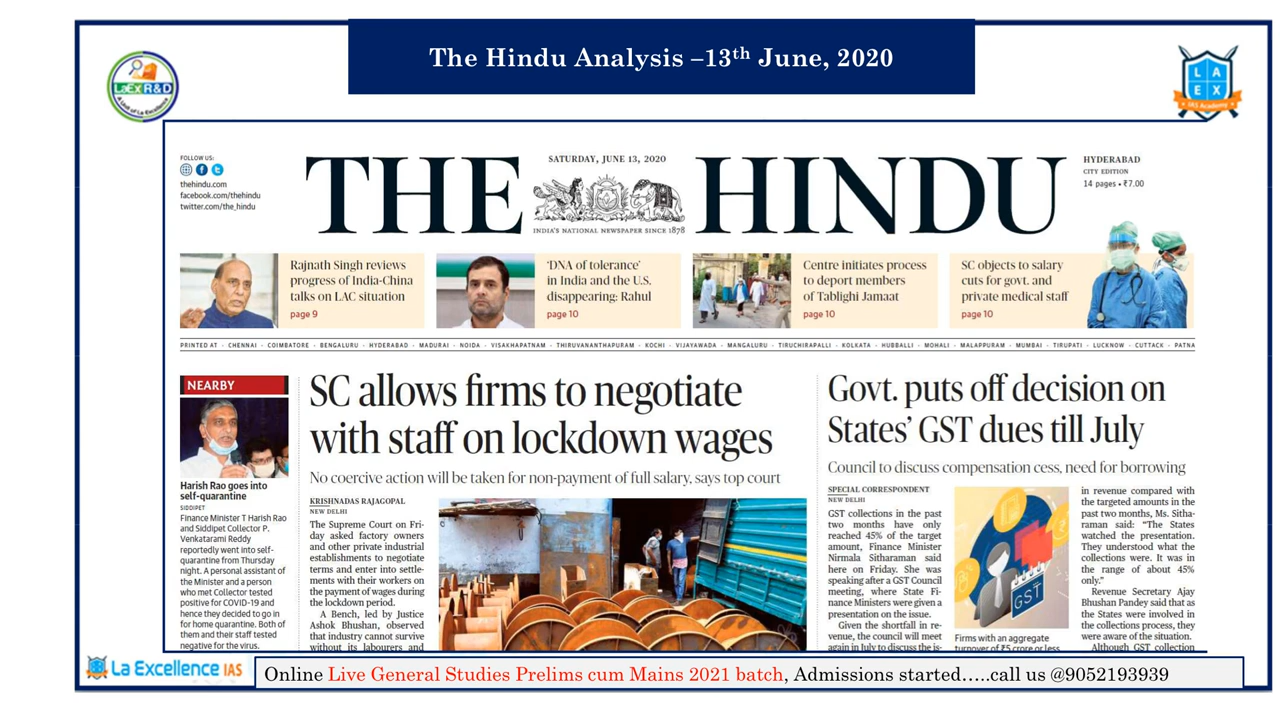 The Hindu Analysis –13th June, 2020
LaEx R&D
A Unit of La Excellence
L A
E X
IAS Academy
FOLLOW US:
thehindu.com
facebook.com/thehindu
twitter.com/the_hindu
THE HINDU
SATURDAY, JUNE 13, 2020
INDIA'S NATIONAL NEWSPAPER SINCE 1878
HYDERABAD
CITY EDITION
14 pages • ₹7.00
Rajnath Singh reviews
progress of India-China
talks on LAC situation
page 9
'DNA of tolerance'
in India and the U.S.
disappearing: Rahul
page 10
Centre initiates process
to deport members
of Tablighi Jamaat
page 10
SC objects to salary
cuts for govt. and
private medical staff
page 10
PRINTED AT • CHENNAI • COIMBATORE • BENGALURU • HYDERABAD • MADURAI • NOIDA • VISAKHAPATNAM • THIRUVANANTHAPURAM • KOCHI • VIJAYAWADA • MANGALURU • TIRUCHIRAPALLI • KOLKATA • HUBBALLI • MOHALI • MALAPPURAM • MUMBAI • TIRUPATI • LUCKNOW • CUTTACK • PATNA
NEARBY
Harish Rao goes into
self-quarantine
SIDDIPET
Finance Minister T Harish Rao
and Siddipet Collector P.
Venkatarami Reddy
reportedly went into self-
quarantine from Thursday
night. A personal assistant of
the Minister and a person
who met Collector tested
positive for COVID-19 and
hence they decided to go in
for home quarantine. Both of
them and their staff tested
negative for the virus.
SC allows firms to negotiate
with staff on lockdown wages
No coercive action will be taken for non-payment of full salary, says top court
KRISHNADAS RAJAGOPAL
NEW DELHI
The Supreme Court on Fri-
day asked factory owners
and other private industrial
establishments to negotiate
terms and enter into settle-
ments with their workers on
the payment of wages during
the lockdown period.
A Bench, led by Justice
Ashok Bhushan, observed
that industry cannot survive
without its labourers and
Govt. puts off decision on
States' GST dues till July
Council to discuss compensation cess, need for borrowing
SPECIAL CORRESPONDENT
NEW DELHI
GST collections in the past
two months have only
reached 45% of the target
amount, Finance Minister
Nirmala Sitharaman said
here on Friday. She was
speaking after a GST Council
meeting, where State Fi-
nance Ministers were given a
presentation on the issue.
Given the shortfall in re-
venue, the council will meet
again in July to discuss the is-
GST
Firms with an aggregate
turnover of ₹5 crore or less
in revenue compared with
the targeted amounts in the
past two months, Ms. Sitha-
raman said: "The States
watched the presentation.
They understood what the
collections were. It was in
the range of about 45%
only."
Revenue Secretary Ajay
Bhushan Pandey said that as
the States were involved in
the collections process, they
were aware of the situation.
Although GST collection
La Excellence IAS
Online Live General Studies Prelims cum Mains 2021 batch, Admissions started…..call us @9052193939